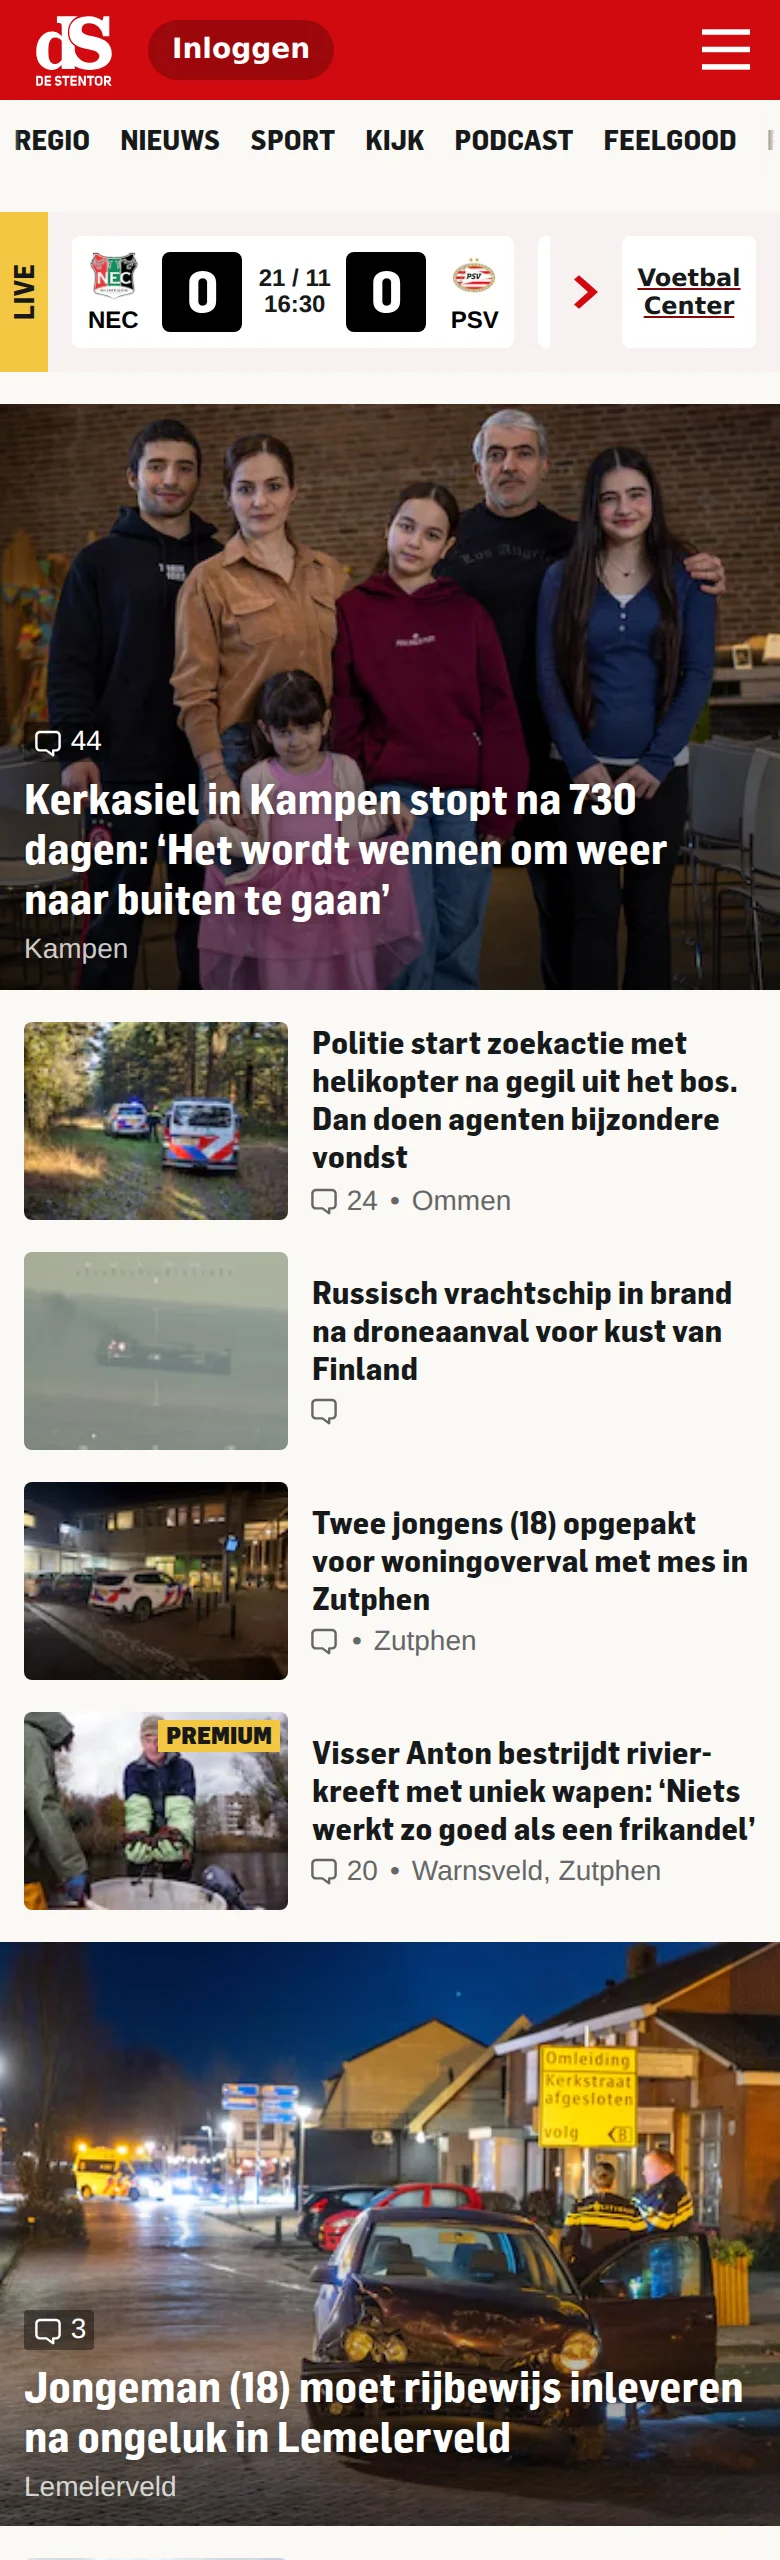 dS
DE STENTOR
Inloggen
REGIO NIEUWS SPORT KIJK PODCAST FEELGOOD
LIVE
NEC
NEC
0
21 / 11
16:30
0
PSV
PSV
Voetbal
Center
Los Angeles
44
Kerkasiel in Kampen stopt na 730
dagen: ‘Het wordt wennen om weer
naar buiten te gaan’
Kampen
Politie start zoekactie met
helikopter na gegil uit het bos.
Dan doen agenten bijzondere
vondst
24 • Ommen
Russisch vrachtschip in brand
na droneaanval voor kust van
Finland
Twee jongens (18) opgepakt
voor woningoverval met mes in
Zutphen
• Zutphen
PREMIUM
Visser Anton bestrijdt rivier-
kreeft met uniek wapen: ‘Niets
werkt zo goed als een frikandel’
20 • Warnsveld, Zutphen
Omleiding
Kerkstraat
afgesloten
volg B
3
Jongeman (18) moet rijbewijs inleveren
na ongeluk in Lemelerveld
Lemelerveld